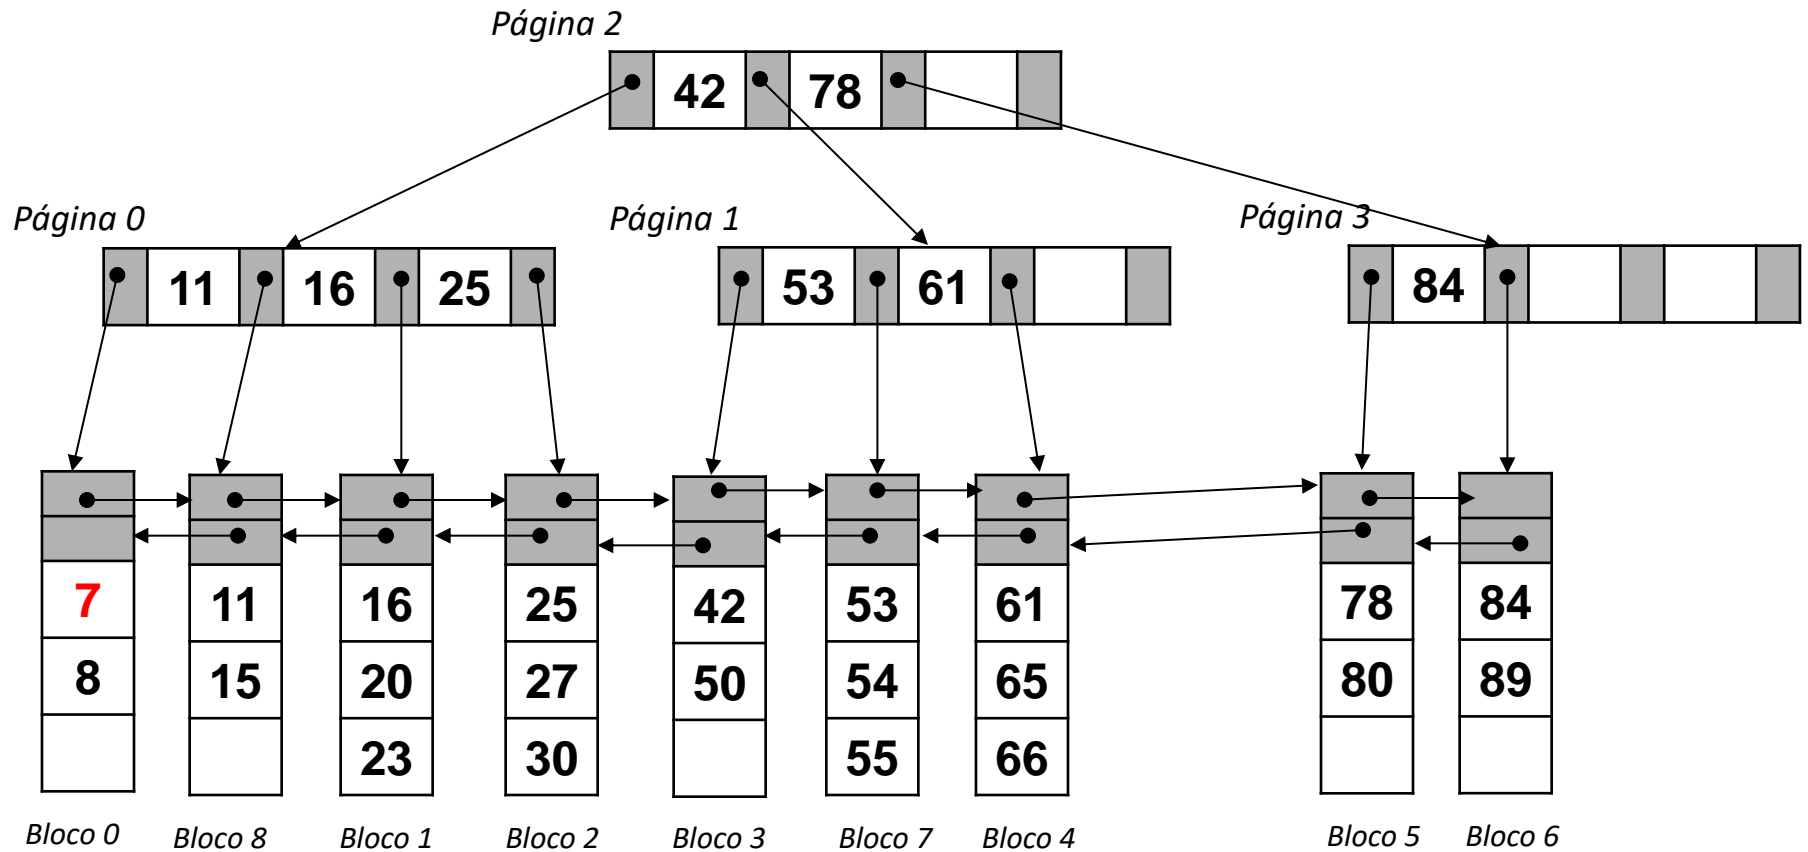 Página 2
42 78
Página 0 Página 1 Página 3
11 16 25 53 61 84
7 11 16 25 42 53 61 78 84
8 15 20 27 50 54 65 80 89
23 30 55 66
Bloco 0 Bloco 8 Bloco 1 Bloco 2 Bloco 3 Bloco 7 Bloco 4 Bloco 5 Bloco 6